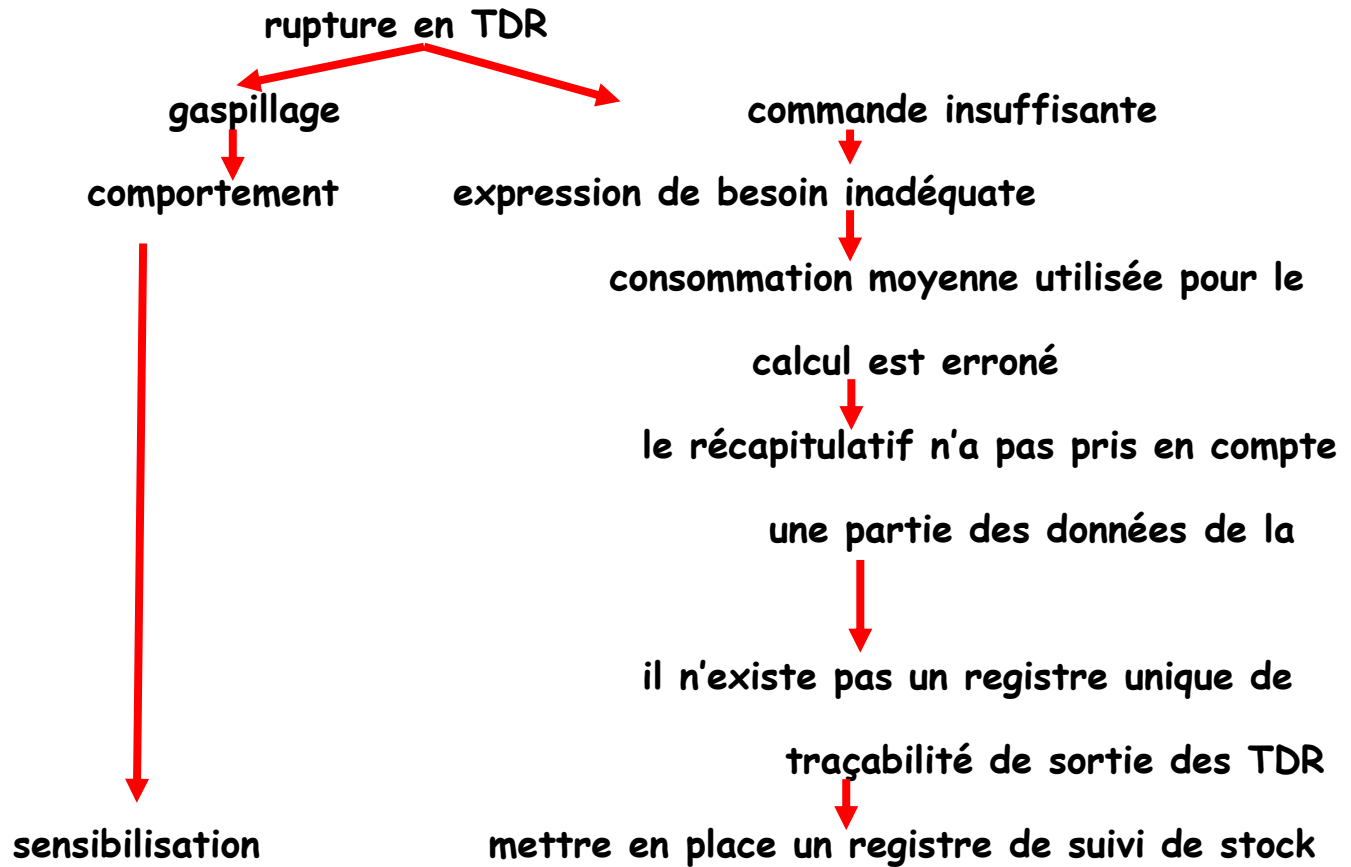 rupture en TDR
gaspillage
commande insuffisante
comportement
expression de besoin inadéquate
consommation moyenne utilisée pour le
calcul est erroné
le récapitulatif n'a pas pris en compte
une partie des données de la
il n'existe pas un registre unique de
traçabilité de sortie des TDR
sensibilisation
mettre en place un registre de suivi de stock